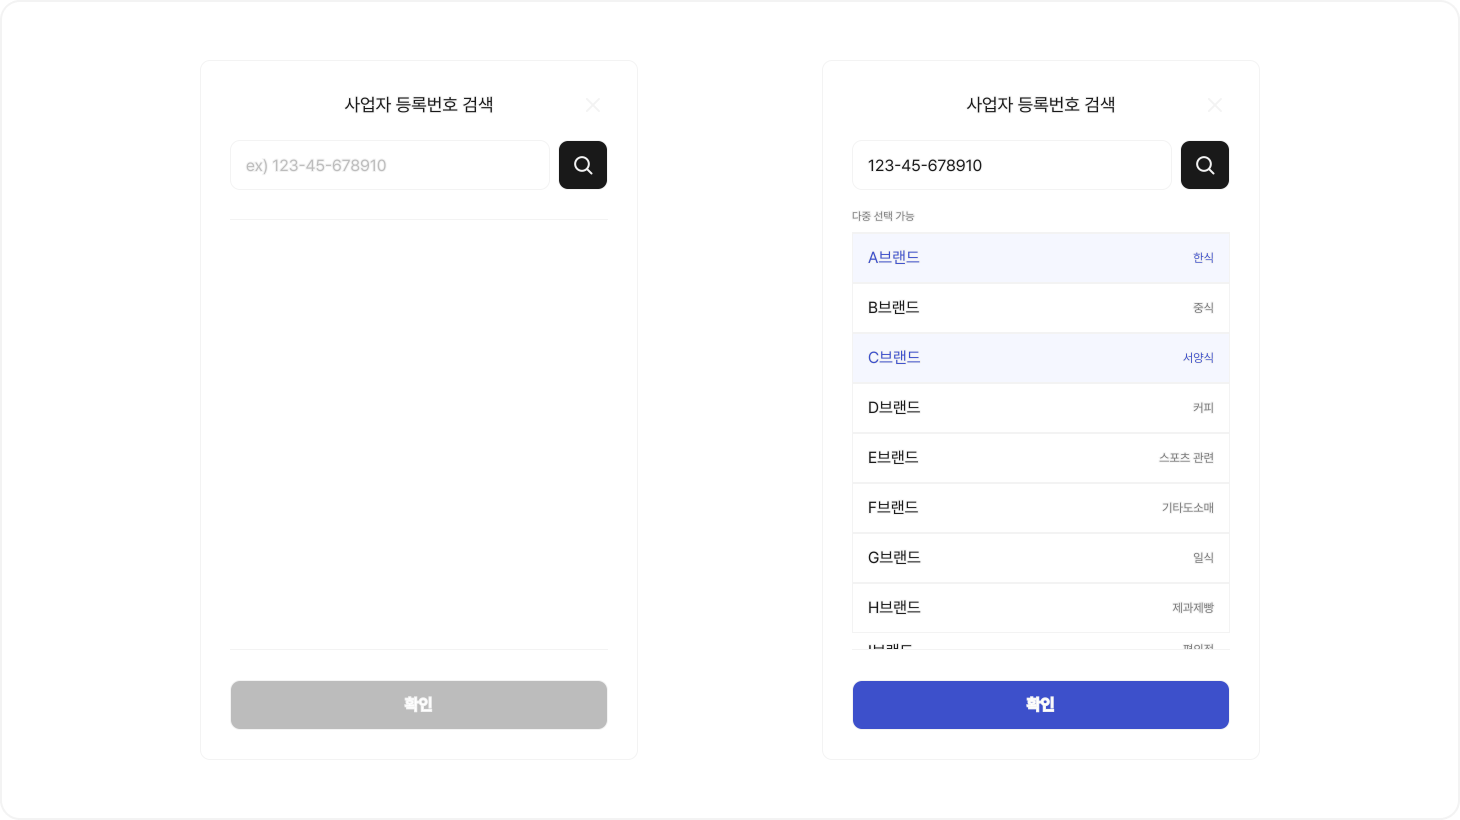 사업자 등록번호 검색
ex) 123-45-678910
확인
사업자 등록번호 검색
123-45-678910
다중 선택 가능
A브랜드 한식
B브랜드 중식
C브랜드 서양식
D브랜드 커피
E브랜드 스포츠 관련
F브랜드 기타도소매
G브랜드 일식
H브랜드 제과제빵
확인